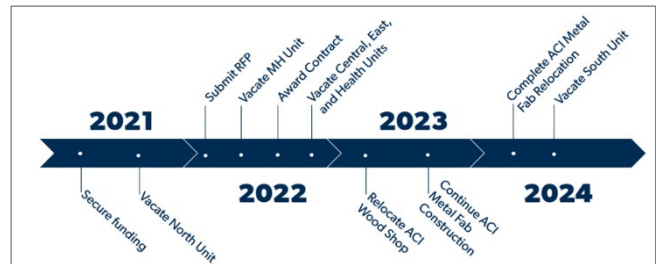 2021
Secure funding
Vacate North Unit
Submit RFP
Vacate MH Unit
Award Contract
Vacate Central, East,
and Health Units
2022
2023
Relocate ACI
Wood Shop
Continue ACI
Metal Fab
Construction
Complete ACI Metal
Fab Relocation
Vacate South Unit
2024